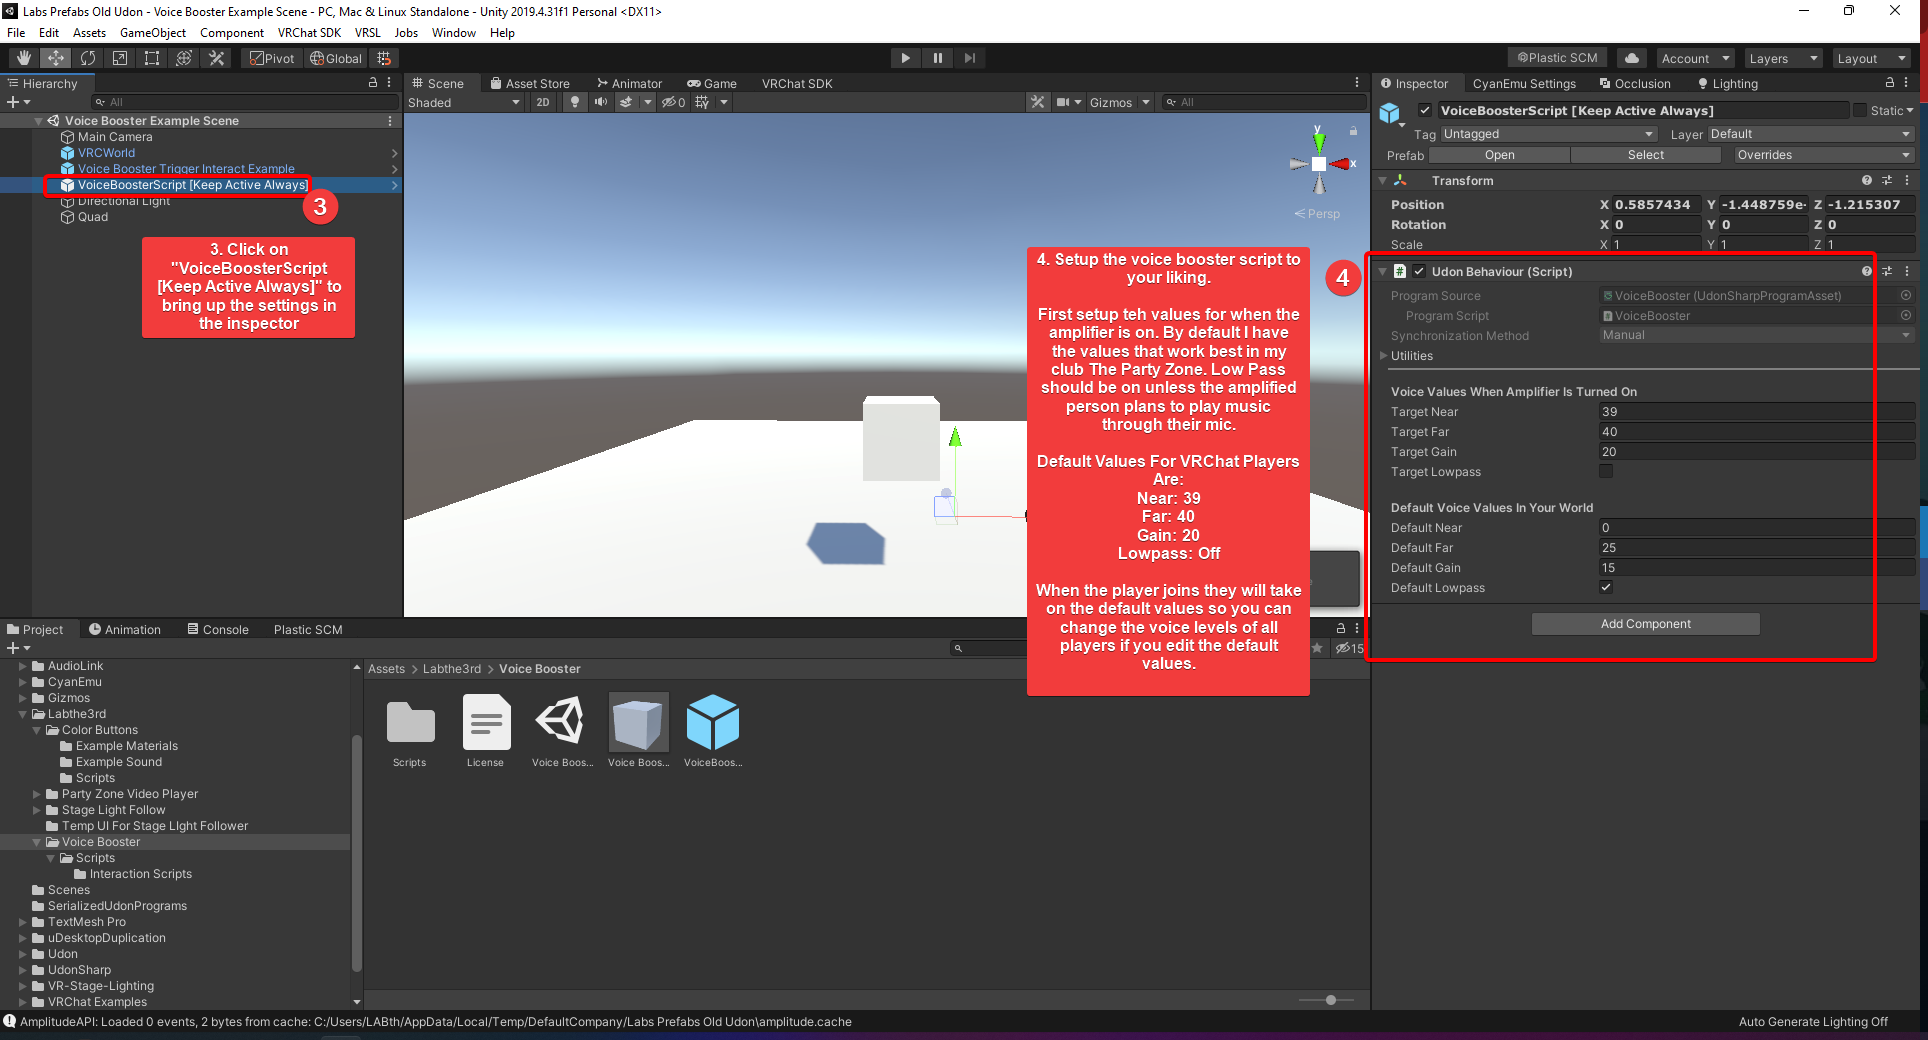 Labs Prefabs Old Udon - Voice Booster Example Scene - PC, Mac & Linux Standalone - Unity 2019.4.31f1 Personal <DX11>
File Edit Assets GameObject Component VRChat SDK VRSL Jobs Window Help
Pivot Global Plastic SCM Account Layers Layout
Hierarchy
All
Voice Booster Example Scene
Main Camera
VRCWorld
Voice Booster Trigger Interact Example
VoiceBoosterScript [Keep Active Always]
Directional Light
Quad
3
3. Click on
"VoiceBoosterScript
[Keep Active Always]" to
bring up the settings in
the inspector
Scene Asset Store Animator Game VRChat SDK
Shaded 2D 0 Gizmos All
y
x
Persp
4. Setup the voice booster script to
your liking.
First setup teh values for when the
amplifier is on. By default I have
the values that work best in my
club The Party Zone. Low Pass
should be on unless the amplified
person plans to play music
through their mic.
Default Values For VRChat Players
Are:
Near: 39
Far: 40
Gain: 20
Lowpass: Off
When the player joins they will take
on the default values so you can
change the voice levels of all
players if you edit the default
values.
4
Inspector CyanEmu Settings Occlusion Lighting
VoiceBoosterScript [Keep Active Always] Static
Tag Untagged Layer Default
Prefab Open Select Overrides
Transform
Position X 0.5857434 Y -1.448759e- Z -1.215307
Rotation X 0 Y 0 Z 0
Scale X 1 Y 1 Z 1
# Udon Behaviour (Script)
Program Source VoiceBooster (UdonSharpProgramAsset)
Program Script VoiceBooster
Synchronization Method Manual
Utilities
Voice Values When Amplifier Is Turned On
Target Near 39
Target Far 40
Target Gain 20
Target Lowpass
Default Voice Values In Your World
Default Near 0
Default Far 25
Default Gain 15
Default Lowpass
Add Component
Project Animation Console Plastic SCM
15
AudioLink
CyanEmu
Gizmos
Labthe3rd
Color Buttons
Example Materials
Example Sound
Scripts
Party Zone Video Player
Stage Light Follow
Temp UI For Stage LIght Follower
Voice Booster
Scripts
Interaction Scripts
Scenes
SerializedUdonPrograms
TextMesh Pro
uDesktopDuplication
Udon
UdonSharp
VR-Stage-Lighting
VRChat Examples
Assets > Labthe3rd > Voice Booster
Scripts License Voice Boos... Voice Boos... VoiceBoos...
AmplitudeAPI: Loaded 0 events, 2 bytes from cache: C:/Users/LABth/AppData/Local/Temp/DefaultCompany/Labs Prefabs Old Udon\amplitude.cache
Auto Generate Lighting Off